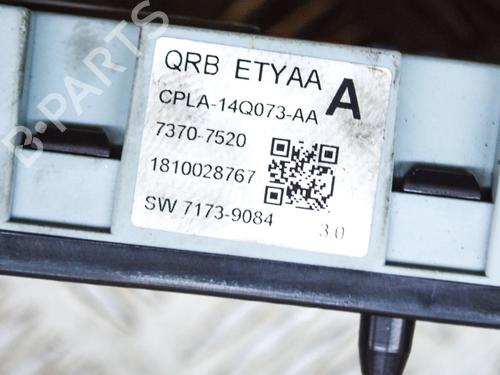 B-PARTS
QRB ETYAA A
CPLA-14Q073-AA
7370-7520
1810028767
SW 7173-9084
3.0